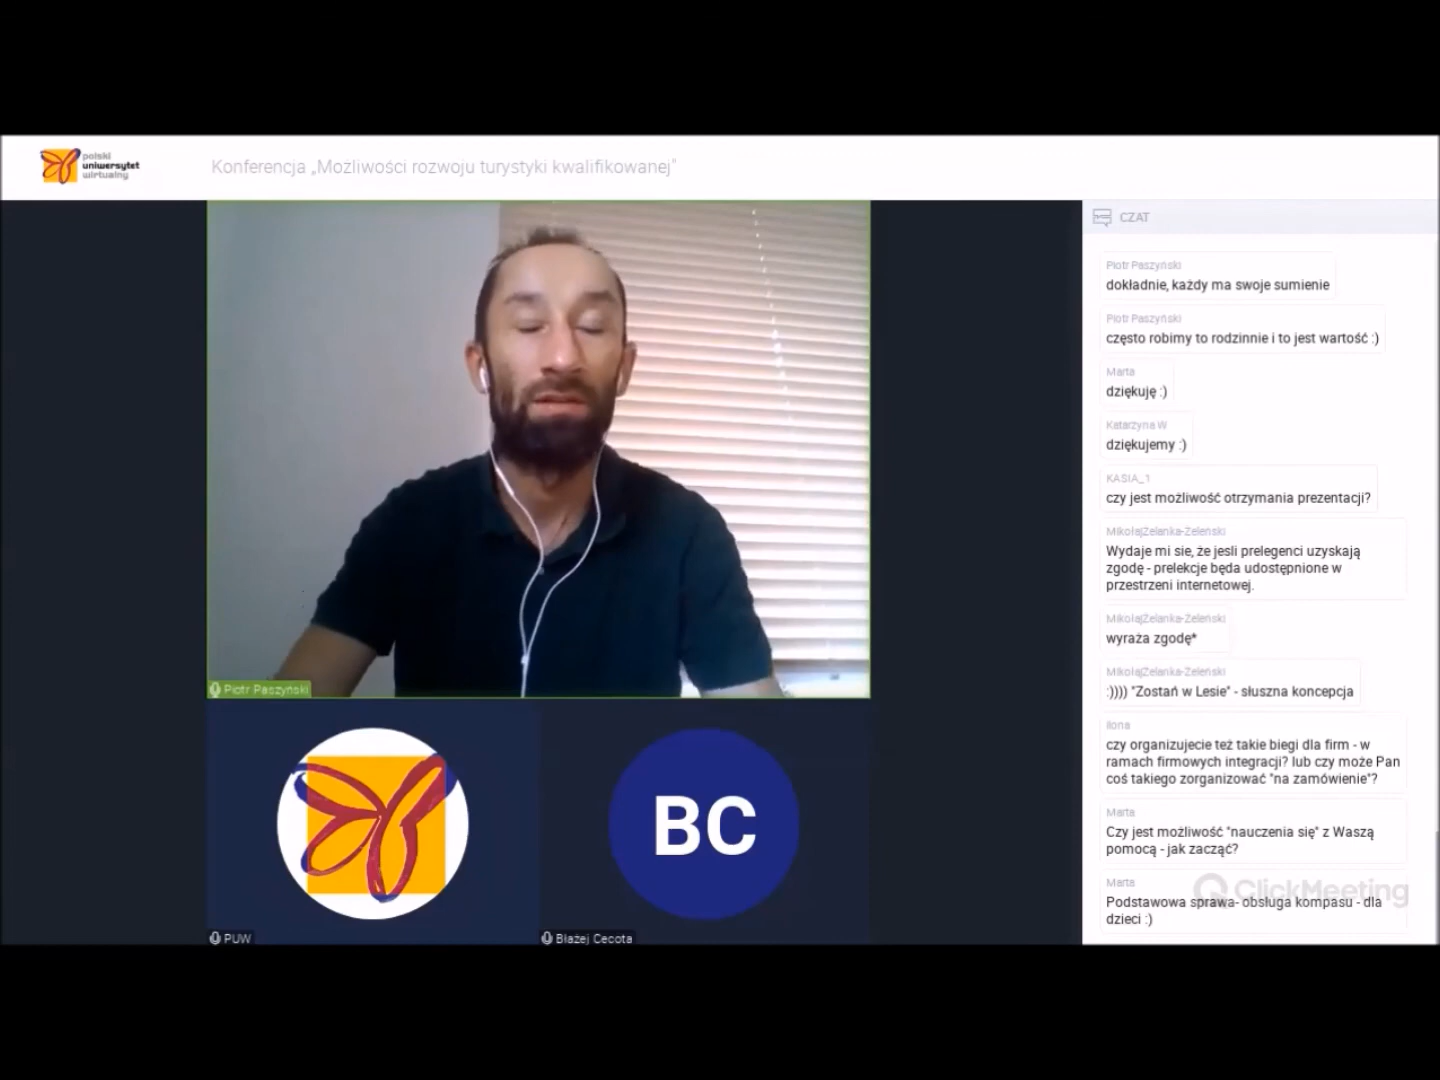 polski
uniwersytet
wirtualny
Konferencja „Możliwości rozwoju turystyki kwalifikowanej"
CZAT
Piotr Paszyński
dokładnie, każdy ma swoje sumienie
Piotr Paszyński
często robimy to rodzinnie i to jest wartość :)
Marta
dziękuję :)
Katarzyna W
dziękujemy :)
KASIA_1
czy jest możliwość otrzymania prezentacji?
MikołajZelanka-Żeleński
Wydaje mi sie, że jesli prelegenci uzyskają
zgodę - prelekcje będa udostępnione w
przestrzeni internetowej.
MikołajZelanka-Żeleński
wyraża zgodę*
MikołajZelanka-Żeleński
:)))) "Zostań w Lesie" - słuszna koncepcja
Ilona
czy organizujecie też takie biegi dla firm - w
ramach firmowych integracji? lub czy może Pan
coś takiego zorganizować "na zamówienie"?
Marta
Czy jest możliwość "nauczenia się" z Waszą
pomocą - jak zacząć?
Marta
Podstawowa sprawa- obsługa kompasu - dla
dzieci :)
ClickMeeting
Piotr Paszyński
BC
PUW
Błażej Cecota